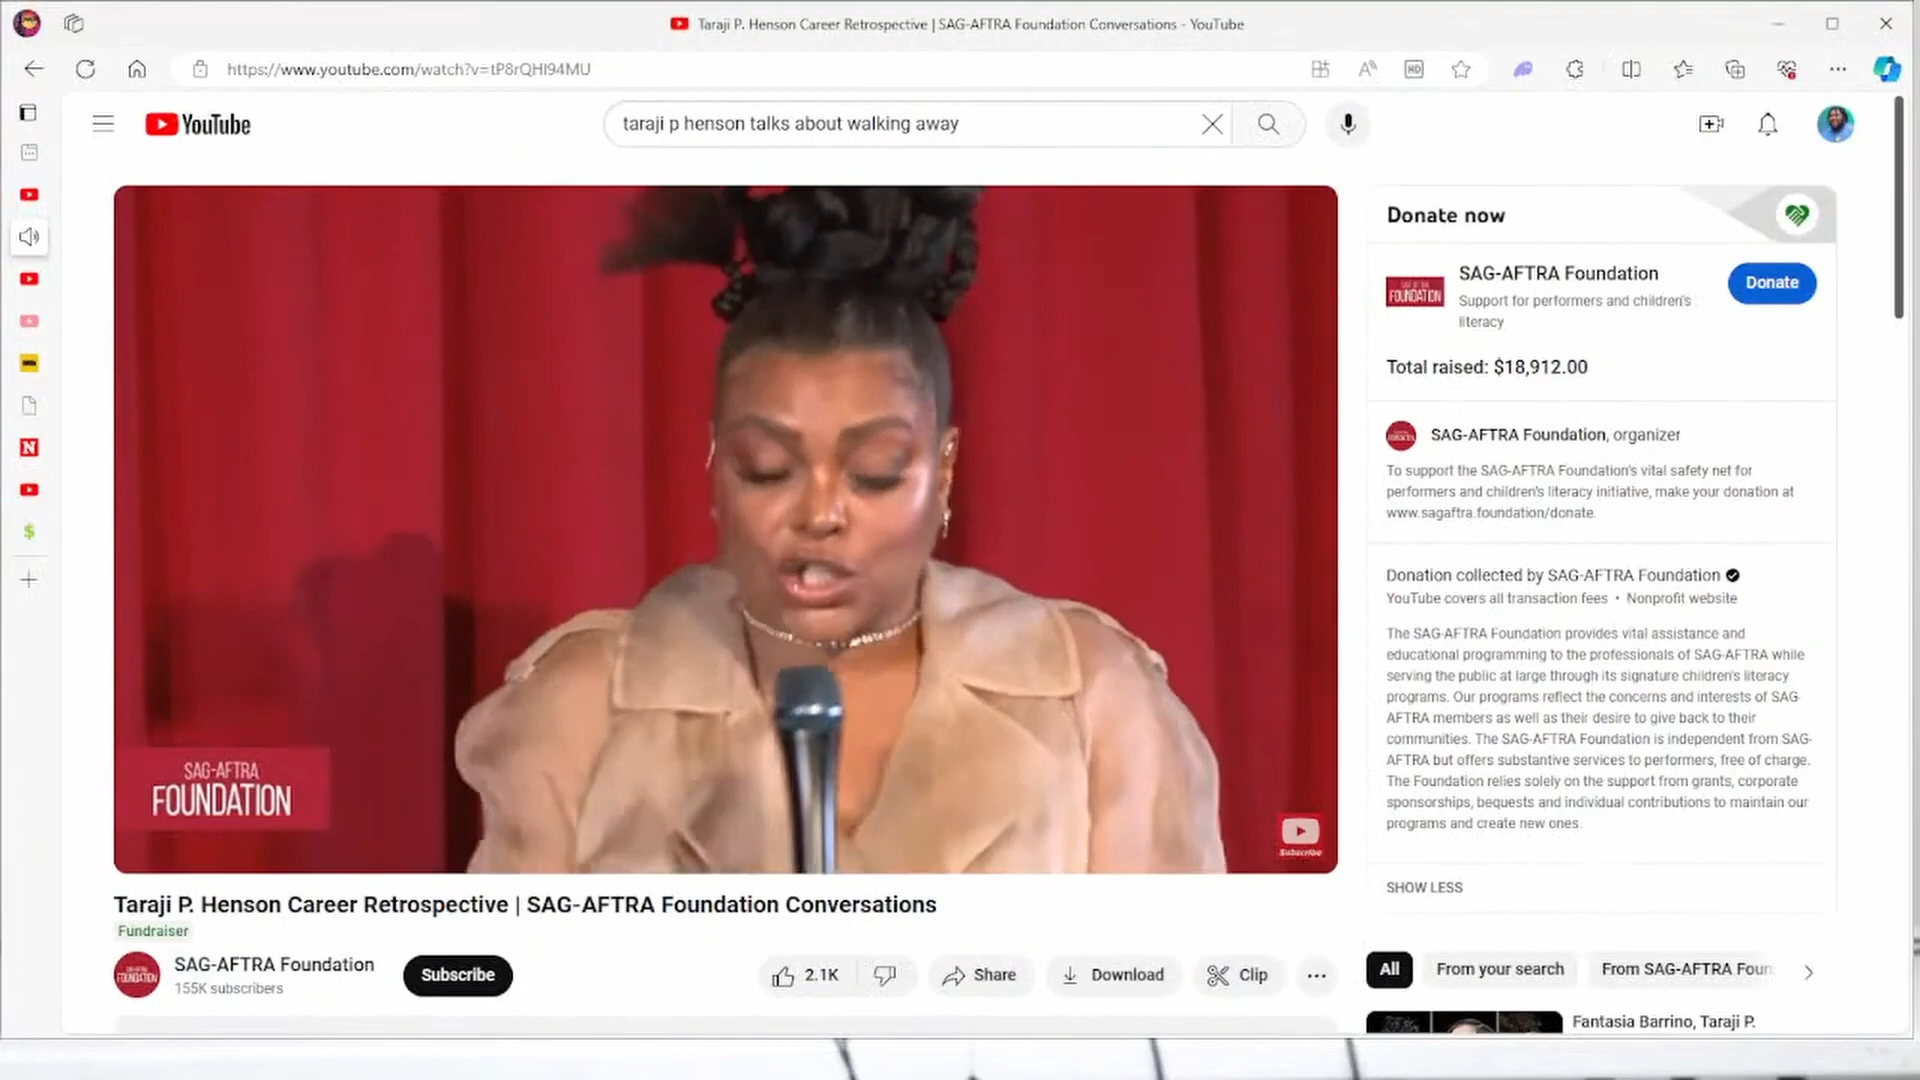 Taraji P. Henson Career Retrospective | SAG-AFTRA Foundation Conversations - YouTube
https://www.youtube.com/watch?v=tP8rQHI94MU
YouTube
taraji p henson talks about walking away
SAG-AFTRA
FOUNDATION
Subscribe
Donate now
FOUNDATION
SAG-AFTRA Foundation
Support for performers and children's
literacy
Donate
Total raised: $18,912.00
SAG-AFTRA Foundation, organizer
To support the SAG-AFTRA Foundation's vital safety net for
performers and children's literacy initiative, make your donation at
www.sagaftra.foundation/donate.
Donation collected by SAG-AFTRA Foundation
YouTube covers all transaction fees • Nonprofit website
The SAG-AFTRA Foundation provides vital assistance and
educational programming to the professionals of SAG-AFTRA while
serving the public at large through its signature children's literacy
programs. Our programs reflect the concerns and interests of SAG-
AFTRA members as well as their desire to give back to their
communities. The SAG-AFTRA Foundation is independent from SAG-
AFTRA but offers substantive services to performers, free of charge.
The Foundation relies solely on the support from grants, corporate
sponsorships, bequests and individual contributions to maintain our
programs and create new ones.
SHOW LESS
Taraji P. Henson Career Retrospective | SAG-AFTRA Foundation Conversations
Fundraiser
FOUNDATION
SAG-AFTRA Foundation
155K subscribers
Subscribe
2.1K
Share
Download
Clip
All
From your search
From SAG-AFTRA Foun
Fantasia Barrino, Taraji P.